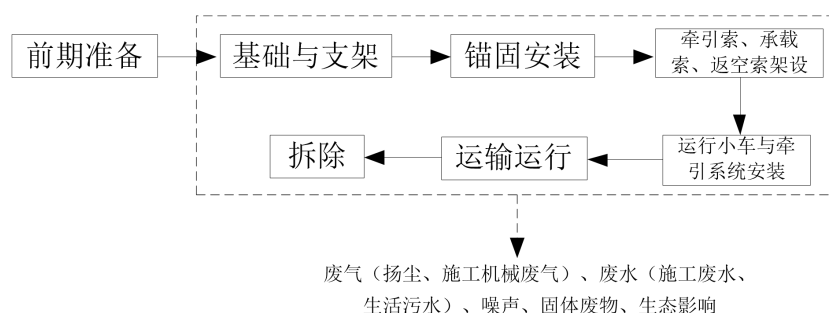 前期准备
基础与支架
锚固安装
牵引索、承载
索、返空索架设
运行小车与牵
引系统安装
运输运行
拆除
废气（扬尘、施工机械废气）、废水（施工废水、
生活污水）、噪声、固体废物、生态影响